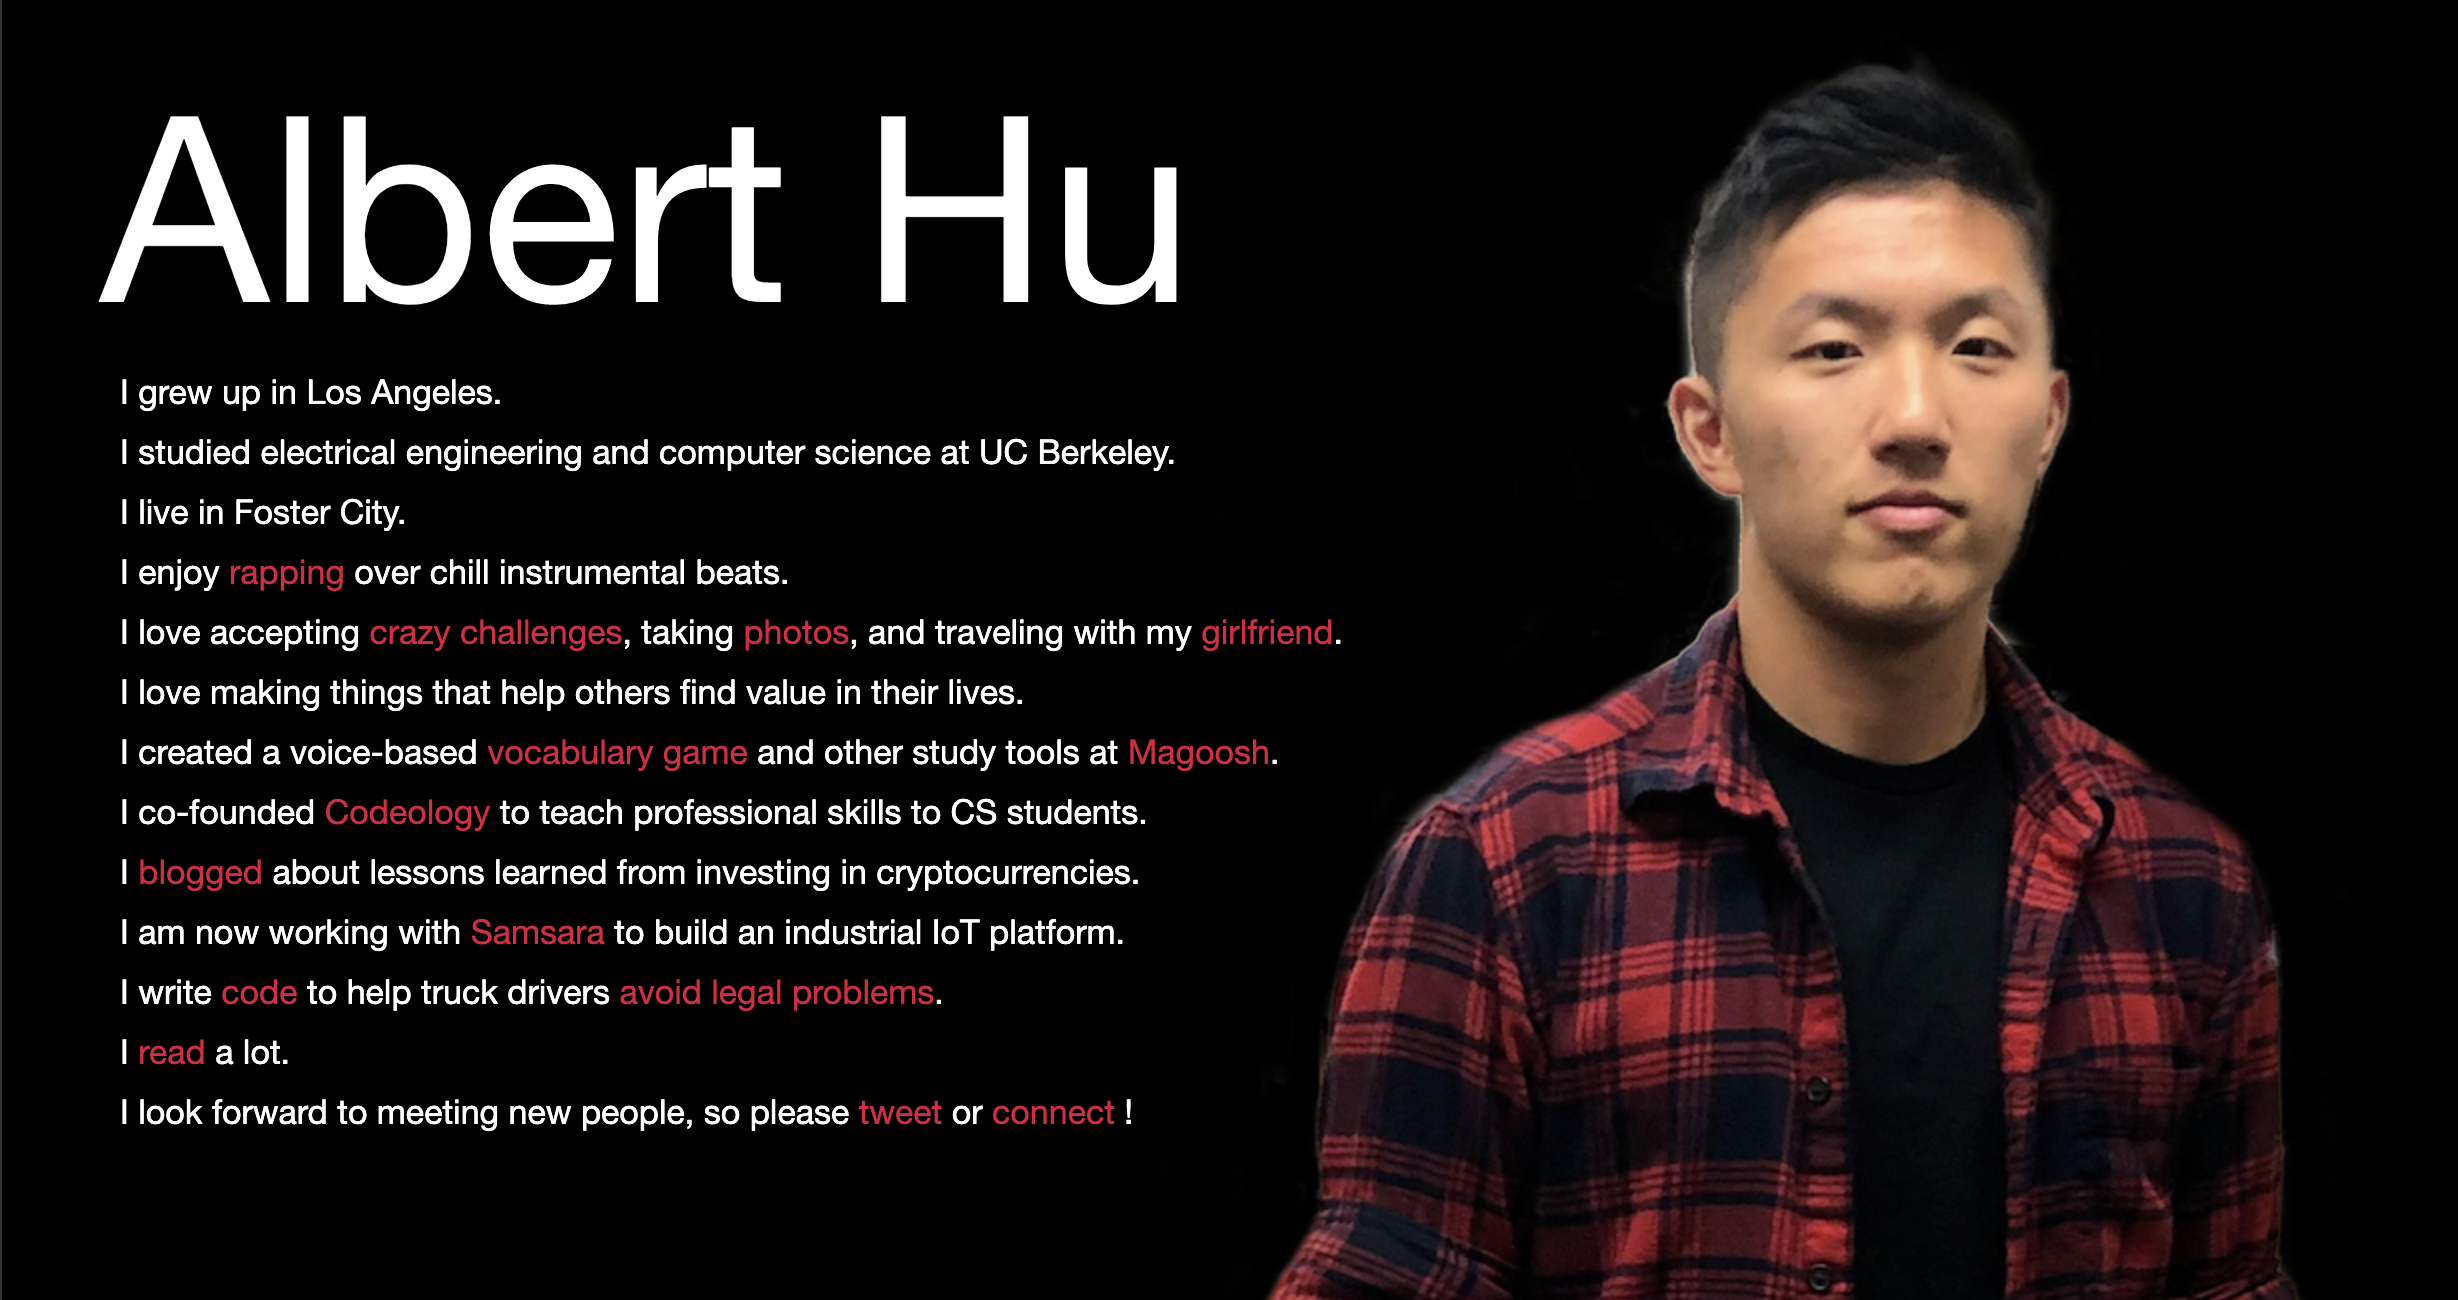 Albert Hu
I grew up in Los Angeles.
I studied electrical engineering and computer science at UC Berkeley.
I live in Foster City.
I enjoy rapping over chill instrumental beats.
I love accepting crazy challenges, taking photos, and traveling with my girlfriend.
I love making things that help others find value in their lives.
I created a voice-based vocabulary game and other study tools at Magoosh.
I co-founded Codeology to teach professional skills to CS students.
I blogged about lessons learned from investing in cryptocurrencies.
I am now working with Samsara to build an industrial IoT platform.
I write code to help truck drivers avoid legal problems.
I read a lot.
I look forward to meeting new people, so please tweet or connect !